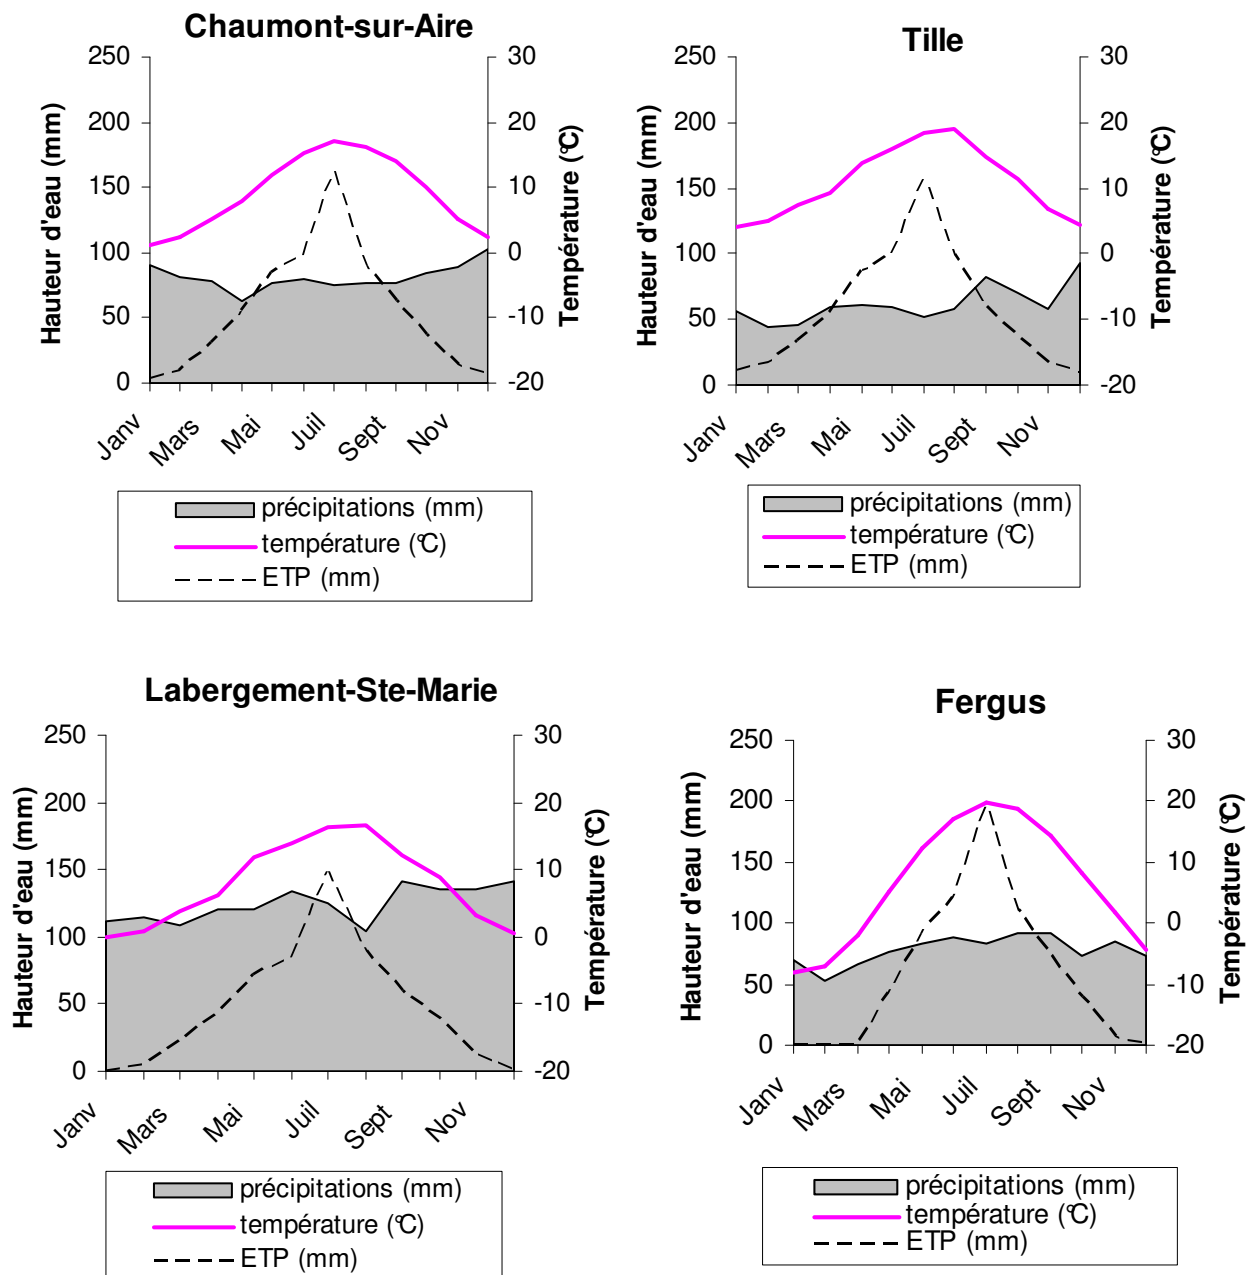 Chaumont-sur-Aire
250
200
150
100
50
0
30
20
10
0
-10
-20
Hauteur d'eau (mm)
Température (°C)
Janv
Mars
Mai
Juil
Sept
Nov
précipitations (mm)
température (°C)
ETP (mm)
Tille
250
200
150
100
50
0
30
20
10
0
-10
-20
Hauteur d'eau (mm)
Température (°C)
Janv
Mars
Mai
Juil
Sept
Nov
précipitations (mm)
température (°C)
ETP (mm)
Labergement-Ste-Marie
250
200
150
100
50
0
30
20
10
0
-10
-20
Hauteur d'eau (mm)
Température (°C)
Janv
Mars
Mai
Juil
Sept
Nov
précipitations (mm)
température (°C)
ETP (mm)
Fergus
250
200
150
100
50
0
30
20
10
0
-10
-20
Hauteur d'eau (mm)
Température (°C)
Janv
Mars
Mai
Juil
Sept
Nov
précipitations (mm)
température (°C)
ETP (mm)